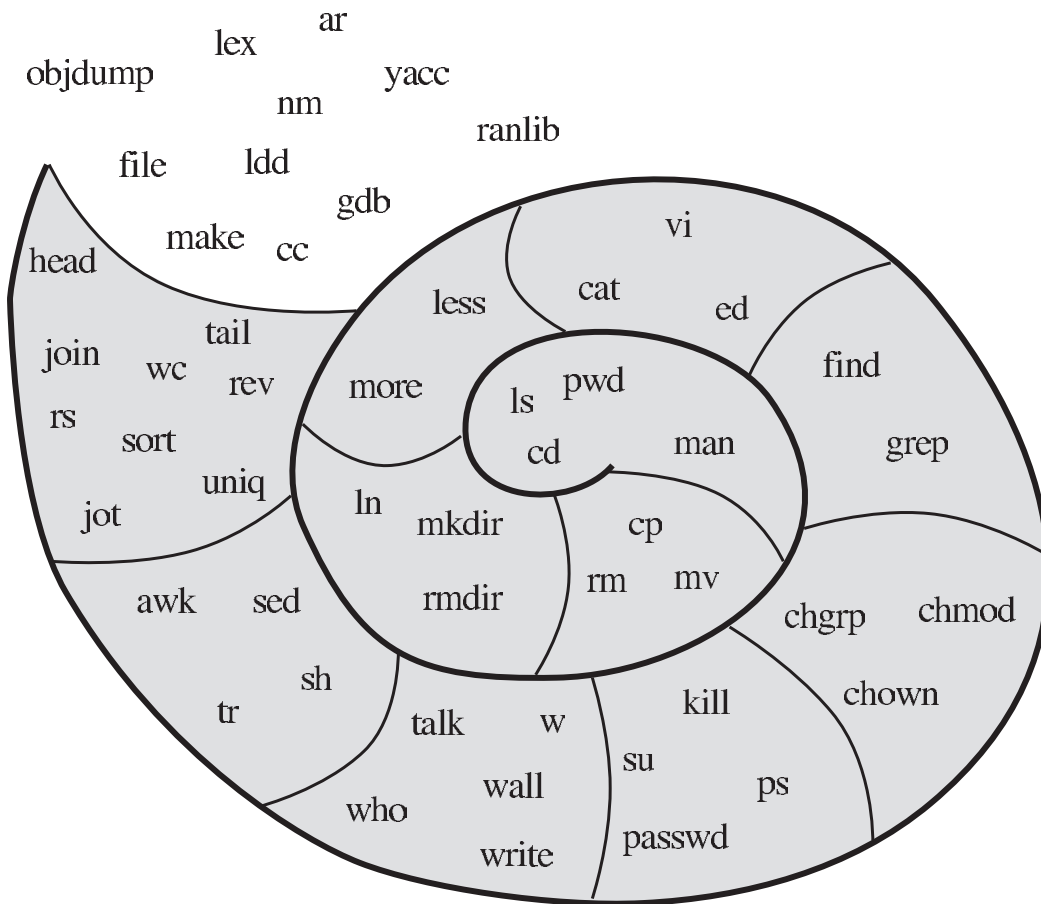 ar
lex
objdump
yacc
nm
ranlib
file
ldd
gdb
make
cc
head
tail
join
wc
rev
rs
sort
uniq
jot
less
more
vi
cat
ed
find
grep
ls
pwd
cd
man
ln
mkdir
rmdir
cp
rm
mv
chgrp
chmod
chown
awk
sed
sh
tr
talk
w
wall
who
write
kill
su
ps
passwd